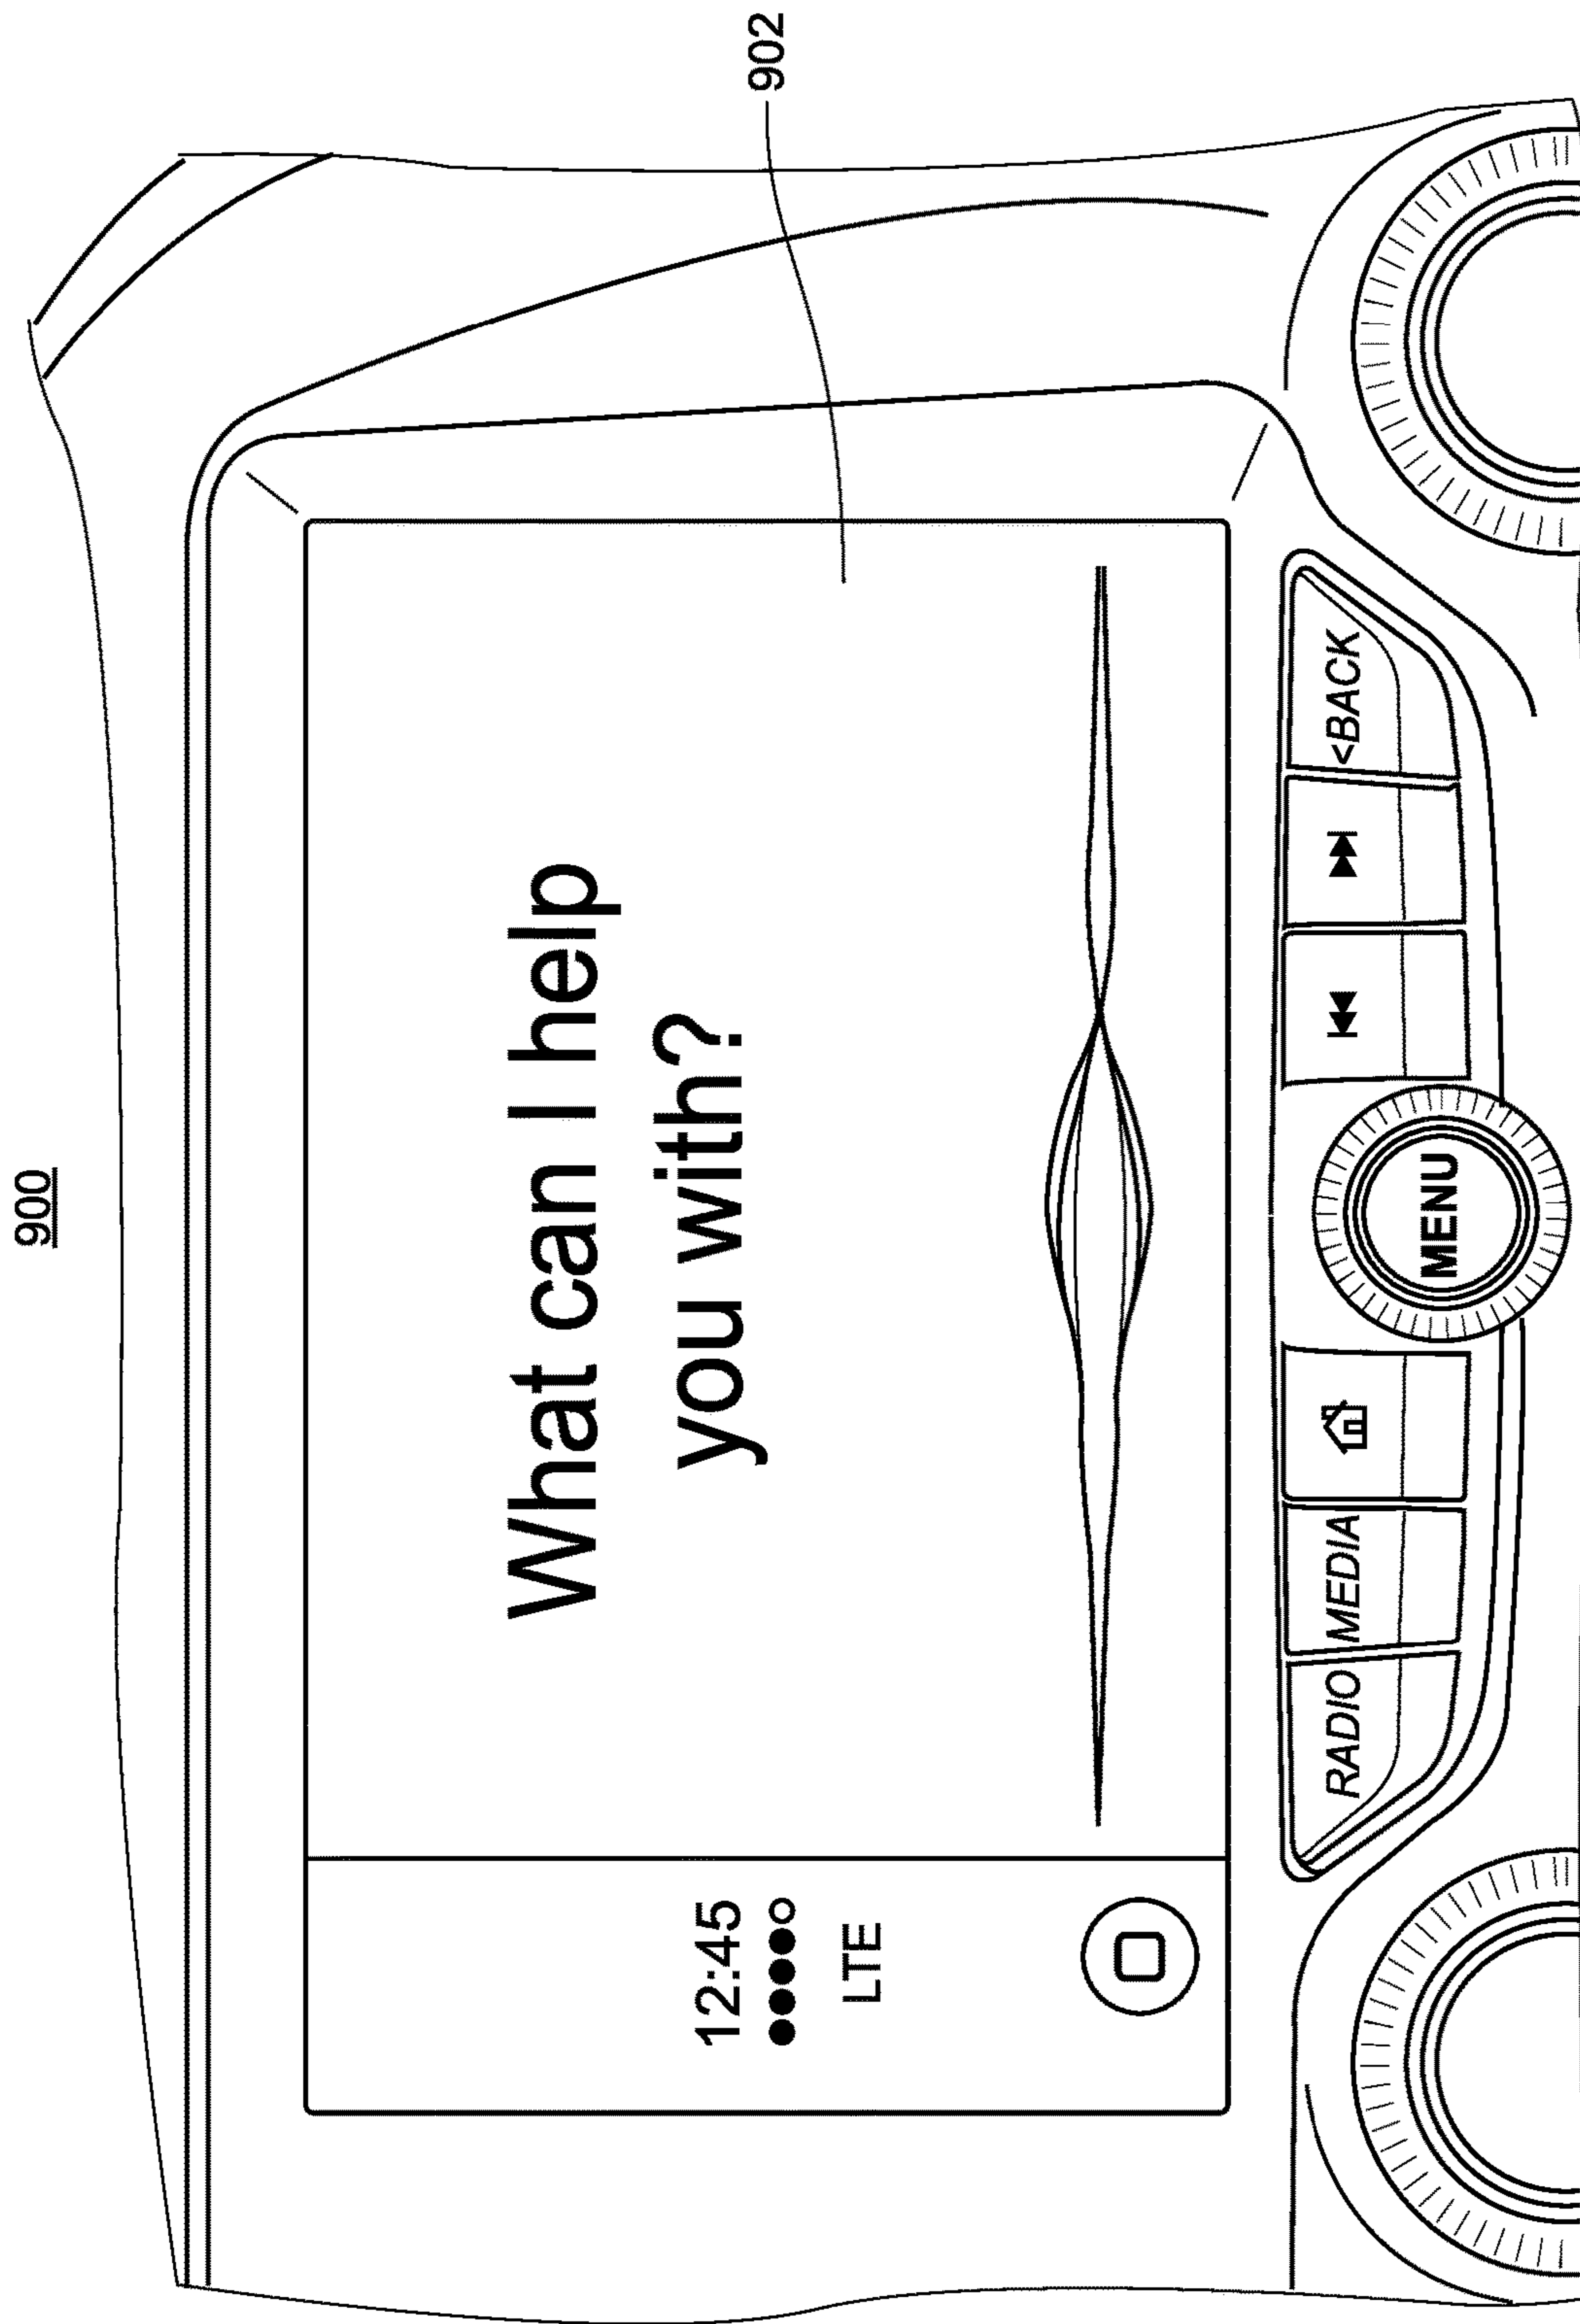 900
902
What can I help
you with?
12:45
LTE
RADIO
MEDIA
MENU
<BACK